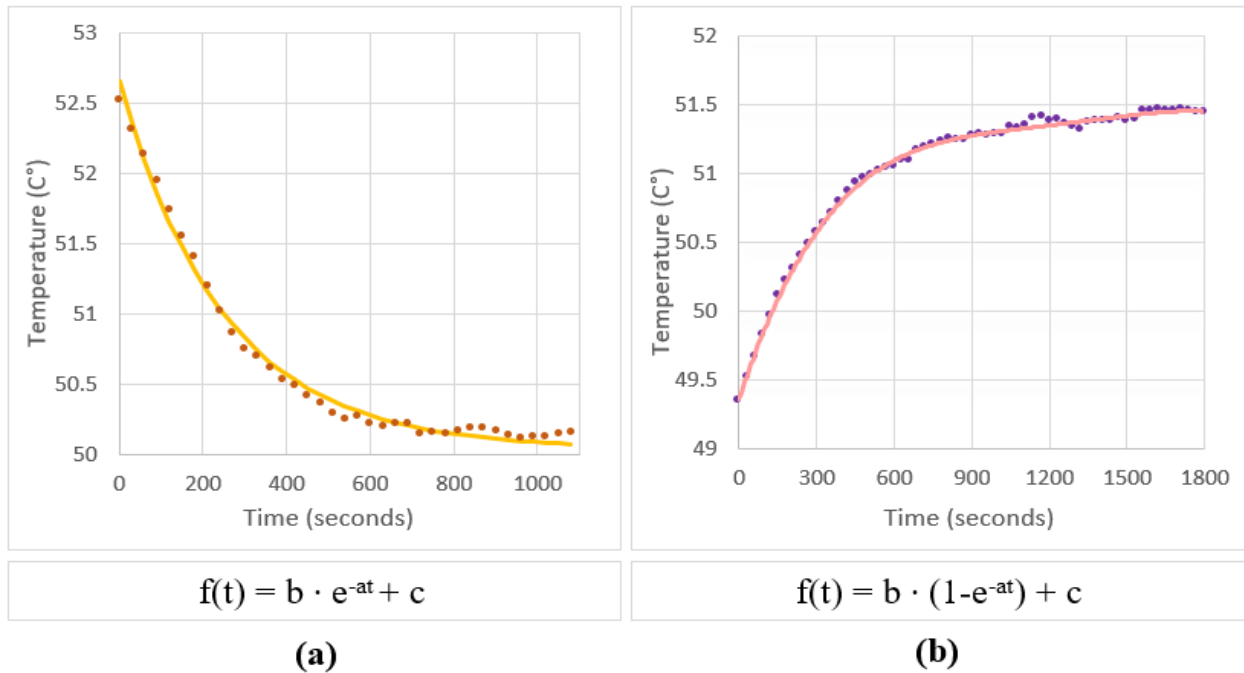 53
52.5
52
51.5
51
50.5
50
0 200 400 600 800 1000
Temperature (C°)
Time (seconds)
f(t) = b · e^-at + c
(a)
52
51.5
51
50.5
50
49.5
49
0 300 600 900 1200 1500 1800
Temperature (C°)
Time (seconds)
f(t) = b · (1-e^-at) + c
(b)